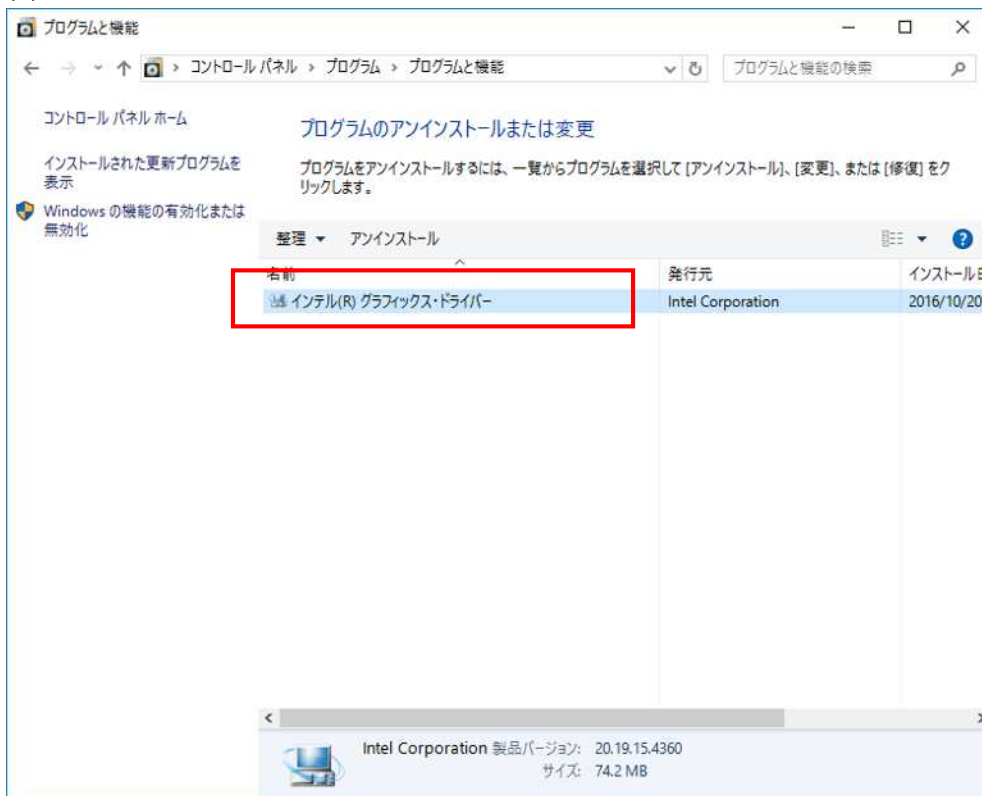 プログラムと機能
コントロール パネル › プログラム › プログラムと機能
プログラムと機能の検索
コントロール パネル ホーム
インストールされた更新プログラムを
表示
Windows の機能の有効化または
無効化
プログラムのアンインストールまたは変更
プログラムをアンインストールするには、一覧からプログラムを選択して [アンインストール]、[変更]、または [修復] をク
リックします。
整理 アンインストール
名前 発行元 インストール日
インテル(R) グラフィックス・ドライバー Intel Corporation 2016/10/20
Intel Corporation 製品バージョン: 20.19.15.4360
サイズ: 74.2 MB